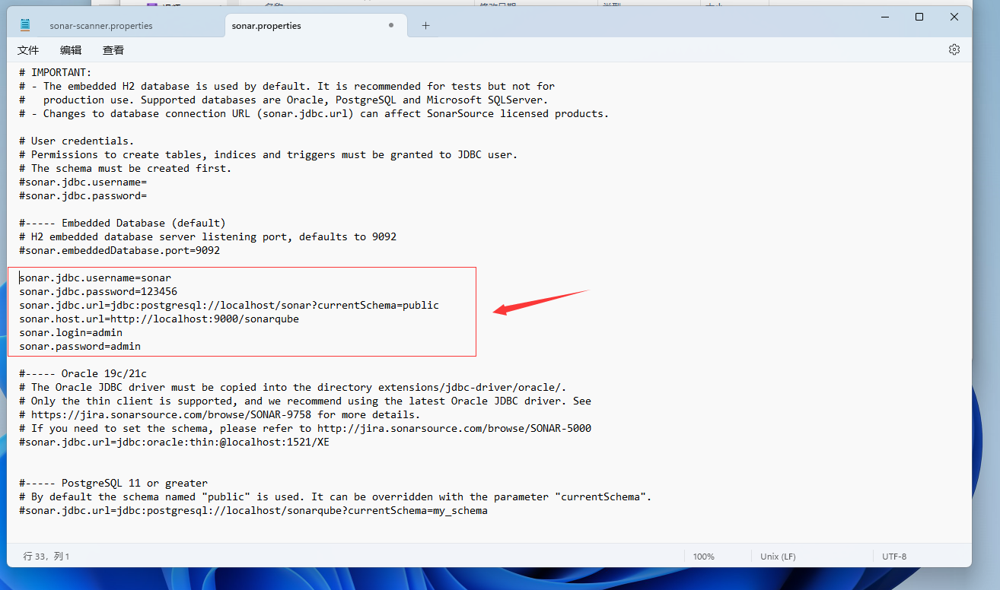 sonar-scanner.properties
sonar.properties
文件
编辑
查看
# IMPORTANT:
# - The embedded H2 database is used by default. It is recommended for tests but not for
#   production use. Supported databases are Oracle, PostgreSQL and Microsoft SQLServer.
# - Changes to database connection URL (sonar.jdbc.url) can affect SonarSource licensed products.
# User credentials.
# Permissions to create tables, indices and triggers must be granted to JDBC user.
# The schema must be created first.
#sonar.jdbc.username=
#sonar.jdbc.password=
#----- Embedded Database (default)
# H2 embedded database server listening port, defaults to 9092
#sonar.embeddedDatabase.port=9092
sonar.jdbc.username=sonar
sonar.jdbc.password=123456
sonar.jdbc.url=jdbc:postgresql://localhost/sonar?currentSchema=public
sonar.host.url=http://localhost:9000/sonarqube
sonar.login=admin
sonar.password=admin
#----- Oracle 19c/21c
# The Oracle JDBC driver must be copied into the directory extensions/jdbc-driver/oracle/.
# Only the thin client is supported, and we recommend using the latest Oracle JDBC driver. See
# https://jira.sonarsource.com/browse/SONAR-9758 for more details.
# If you need to set the schema, please refer to http://jira.sonarsource.com/browse/SONAR-5000
#sonar.jdbc.url=jdbc:oracle:thin:@localhost:1521/XE
#----- PostgreSQL 11 or greater
# By default the schema named "public" is used. It can be overridden with the parameter "currentSchema".
#sonar.jdbc.url=jdbc:postgresql://localhost/sonarqube?currentSchema=my_schema
行 33，列 1
100%
Unix (LF)
UTF-8